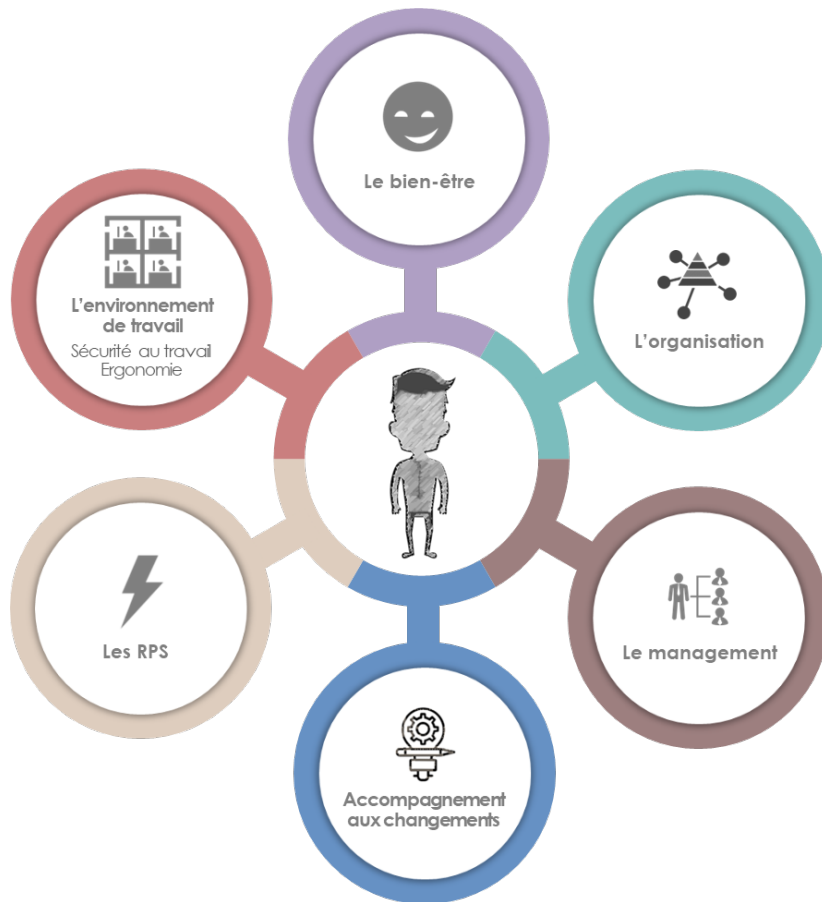 Le bien-être
L'environnement
de travail
Sécurité au travail
Ergonomie
L'organisation
Les RPS
Le management
Accompagnement
aux changements